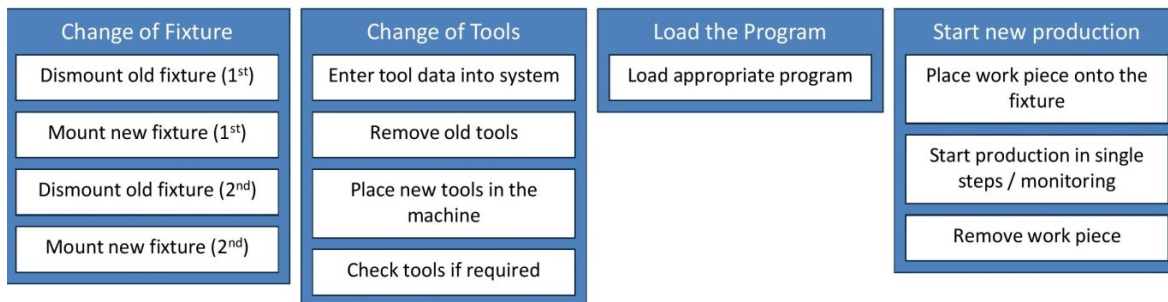 Change of Fixture
Dismount old fixture (1st)
Mount new fixture (1st)
Dismount old fixture (2nd)
Mount new fixture (2nd)
Change of Tools
Enter tool data into system
Remove old tools
Place new tools in the
machine
Check tools if required
Load the Program
Load appropriate program
Start new production
Place work piece onto the
fixture
Start production in single
steps / monitoring
Remove work piece